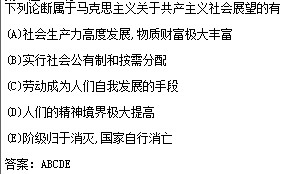 下列论断属于马克思主义关于共产主义社会展望的有
(A)社会生产力高度发展,物质财富极大丰富
(B)实行社会公有制和按需分配
(C)劳动成为人们自我发展的手段
(D)人们的精神境界极大提高
(E)阶级归于消灭,国家自行消亡
答案：ABCDE